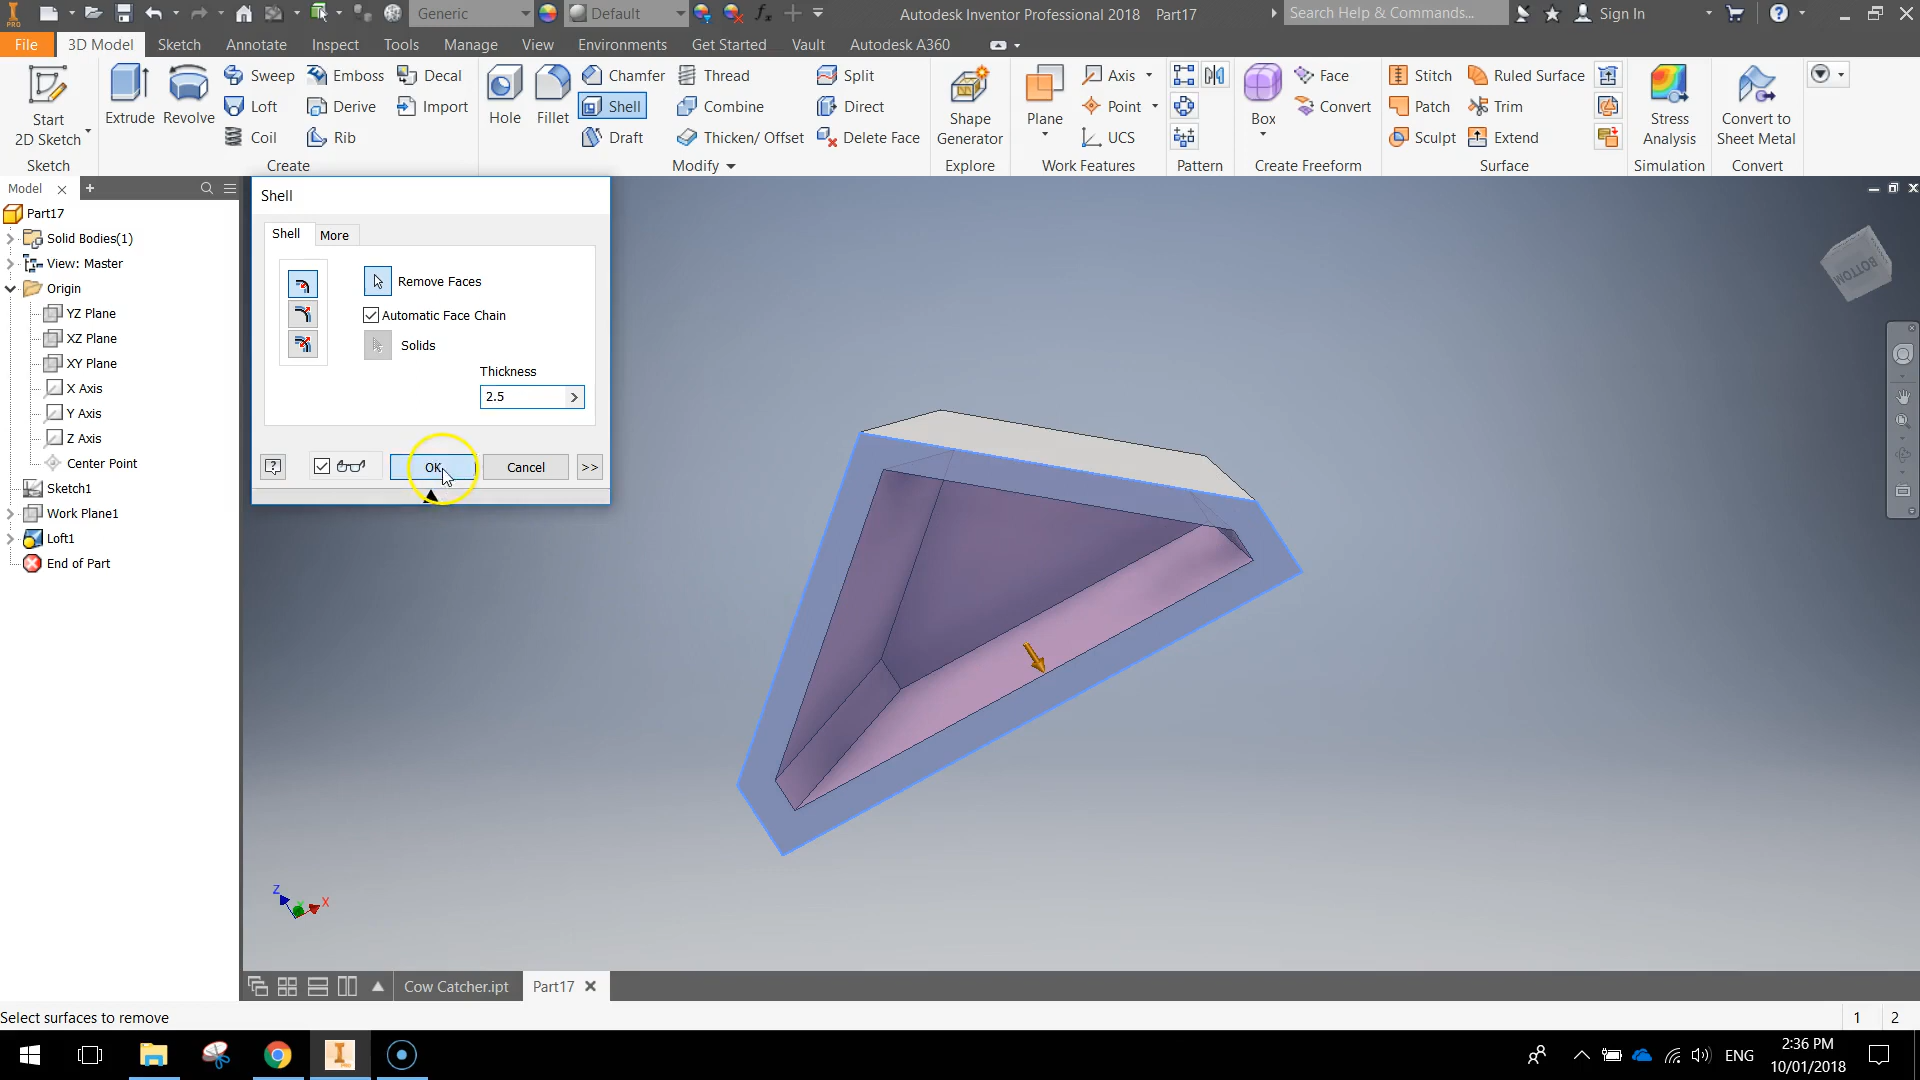 PRO Generic Default Autodesk Inventor Professional 2018 Part17 Search Help & Commands... Sign In
File 3D Model Sketch Annotate Inspect Tools Manage View Environments Get Started Vault Autodesk A360
Start 2D Sketch
Extrude Revolve
Sweep Emboss Decal
Loft Derive Import
Coil Rib
Hole Fillet
Chamfer Thread Split
Shell Combine Direct
Draft Thicken/ Offset Delete Face
Shape Generator
Plane
Axis
Point
UCS
Box
Face
Convert
Stitch Ruled Surface
Patch Trim
Sculpt Extend
Stress Analysis
Convert to Sheet Metal
Sketch Create Modify Explore Work Features Pattern Create Freeform Surface Simulation Convert
Model
Part17
Solid Bodies(1)
View: Master
Origin
YZ Plane
XZ Plane
XY Plane
X Axis
Y Axis
Z Axis
Center Point
Sketch1
Work Plane1
Loft1
End of Part
Shell
Shell More
Remove Faces
Automatic Face Chain
Solids
Thickness
2.5
OK Cancel >>
BOTTOM
Z
X
Cow Catcher.ipt Part17
Select surfaces to remove
1 2
ENG
2:36 PM
10/01/2018